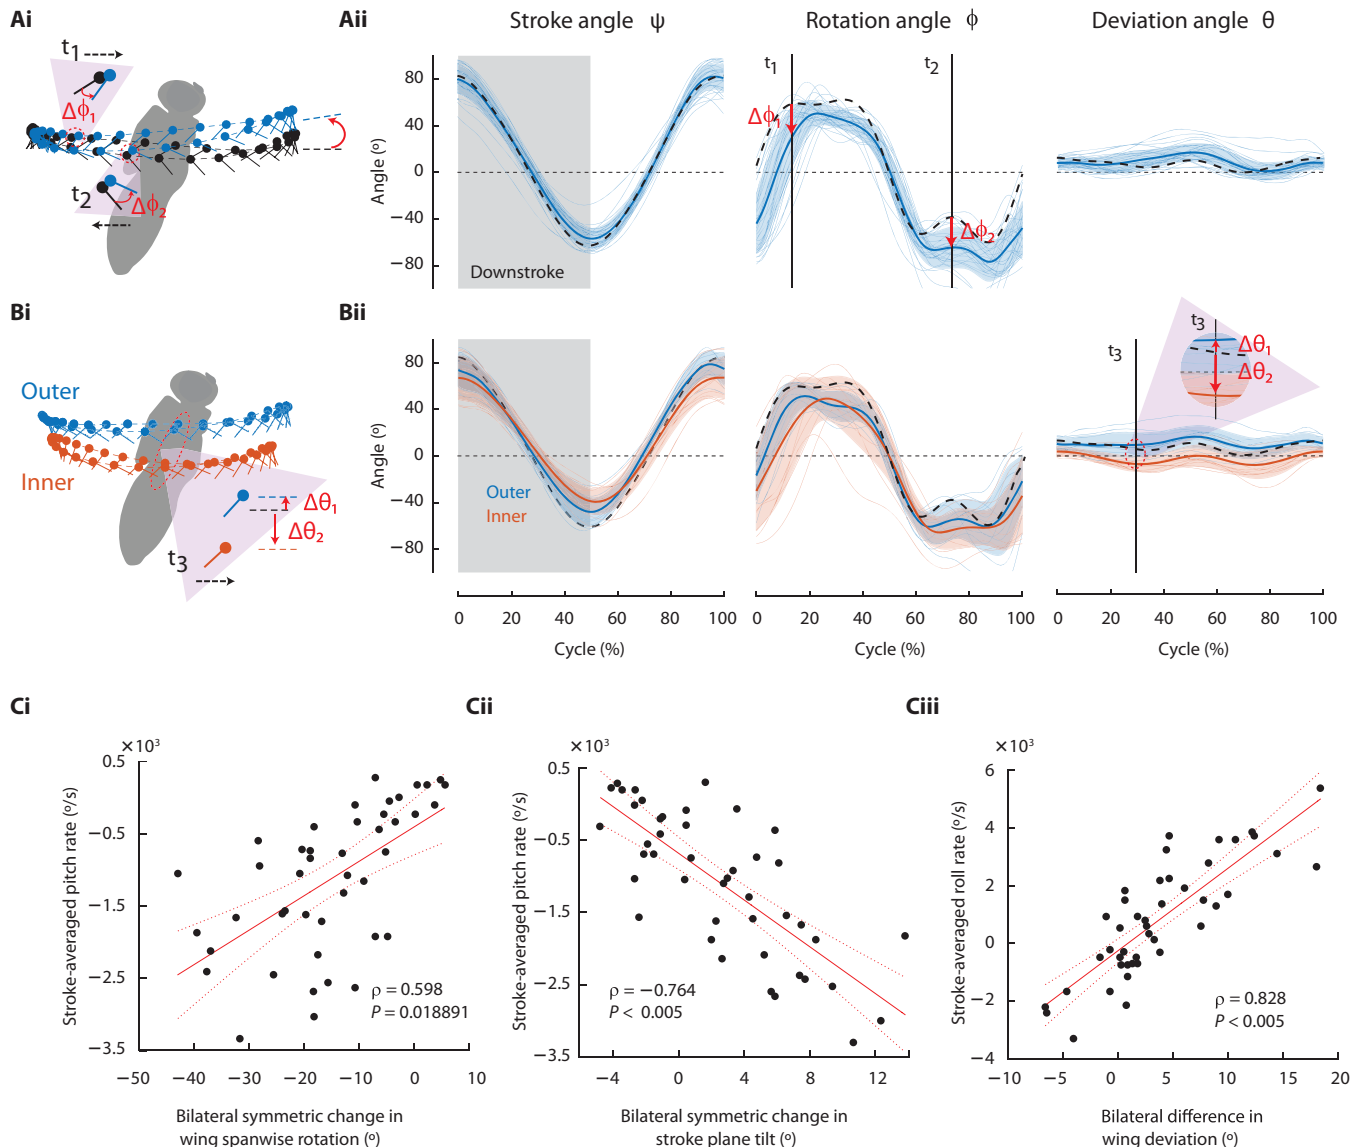 Ai
t1
Δϕ1
t2
Δϕ2
Aii
Stroke angle ψ
Rotation angle ϕ
Deviation angle θ
Angle (º)
80
40
0
−40
−80
Downstroke
t1
t2
Δϕ1
Δϕ2
Bi
Outer
Inner
Δθ1
Δθ2
t3
Bii
Angle (º)
80
40
0
−40
−80
Outer
Inner
t3
t3
Δθ1
Δθ2
0 20 40 60 80 100
0 20 40 60 80 100
0 20 40 60 80 100
Cycle (%)
Cycle (%)
Cycle (%)
Ci
×10³
Stroke-averaged pitch rate (º/s)
0.5
−0.5
−1.5
−2.5
−3.5
ρ = 0.598
P = 0.018891
−50 −40 −30 −20 −10 0 10
Bilateral symmetric change in
wing spanwise rotation (º)
Cii
×10³
Stroke-averaged pitch rate (º/s)
0.5
−0.5
−1.5
−2.5
−3.5
ρ = −0.764
P < 0.005
−4 0 4 8 12
Bilateral symmetric change in
stroke plane tilt (º)
Ciii
×10³
Stroke-averaged roll rate (º/s)
6
4
2
0
−2
−4
ρ = 0.828
P < 0.005
−10 −5 0 5 10 15 20
Bilateral difference in
wing deviation (º)